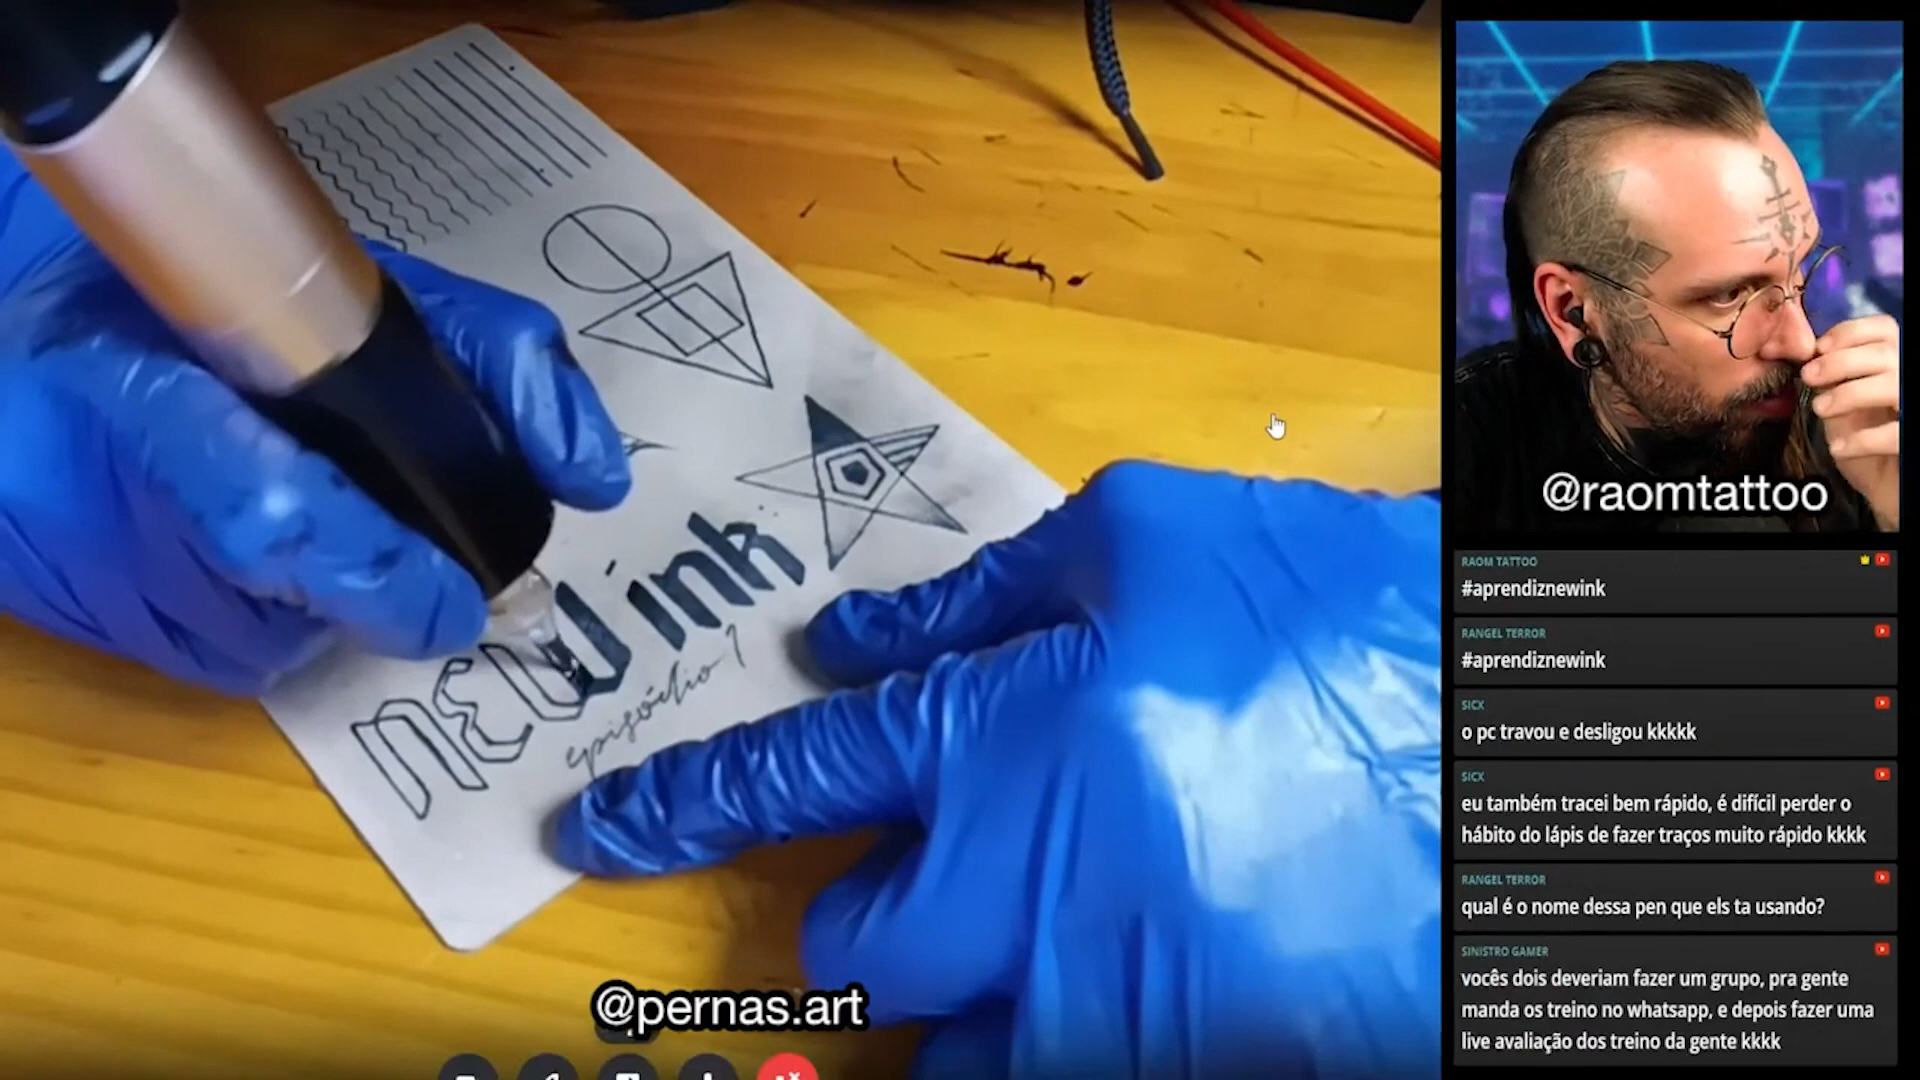 NEW ink
episódio 1
@pernas.art
@raomtattoo
RAOM TATTOO
#aprendiznewink
RANGEL TERROR
#aprendiznewink
SICX
o pc travou e desligou kkkkk
SICX
eu também tracei bem rápido, é difícil perder o
hábito do lápis de fazer traços muito rápido kkkk
RANGEL TERROR
qual é o nome dessa pen que els ta usando?
SINISTRO GAMER
vocês dois deveriam fazer um grupo, pra gente
manda os treino no whatsapp, e depois fazer uma
live avaliação dos treino da gente kkkk